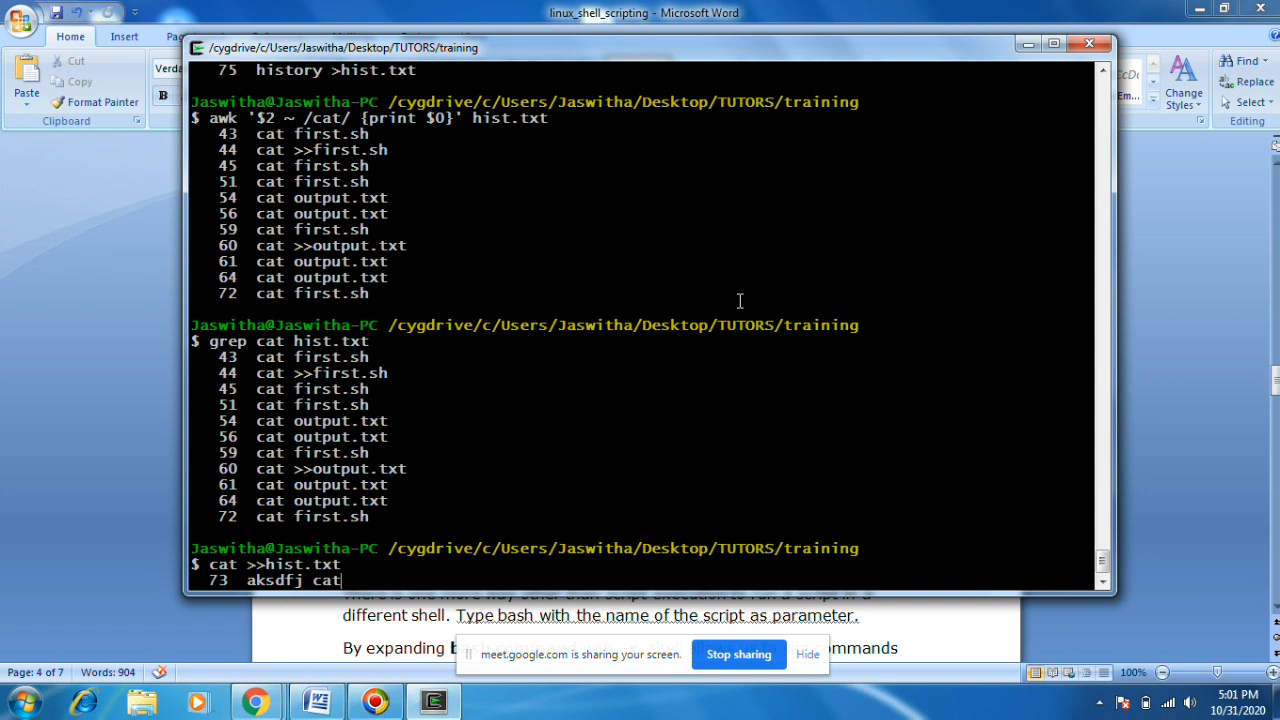 linux_shell_scripting - Microsoft Word
Home Insert
Cut
Copy
Format Painter
Paste
Clipboard
Verda
B
Find
Replace
Select
Change
Styles
Editing
Em...
/cygdrive/c/Users/Jaswitha/Desktop/TUTORS/training
75 history >hist.txt
Jaswitha@Jaswitha-PC /cygdrive/c/Users/Jaswitha/Desktop/TUTORS/training
$ awk '$2 ~ /cat/ {print $0}' hist.txt
43 cat first.sh
44 cat >>first.sh
45 cat first.sh
51 cat first.sh
54 cat output.txt
56 cat output.txt
59 cat first.sh
60 cat >>output.txt
61 cat output.txt
64 cat output.txt
72 cat first.sh
Jaswitha@Jaswitha-PC /cygdrive/c/Users/Jaswitha/Desktop/TUTORS/training
$ grep cat hist.txt
43 cat first.sh
44 cat >>first.sh
45 cat first.sh
51 cat first.sh
54 cat output.txt
56 cat output.txt
59 cat first.sh
60 cat >>output.txt
61 cat output.txt
64 cat output.txt
72 cat first.sh
Jaswitha@Jaswitha-PC /cygdrive/c/Users/Jaswitha/Desktop/TUTORS/training
$ cat >>hist.txt
73 aksdfj cat
different shell. Type bash with the name of the script as parameter.
By expanding
meet.google.com is sharing your screen. Stop sharing Hide
Page: 4 of 7 Words: 904
100%
5:01 PM
10/31/2020